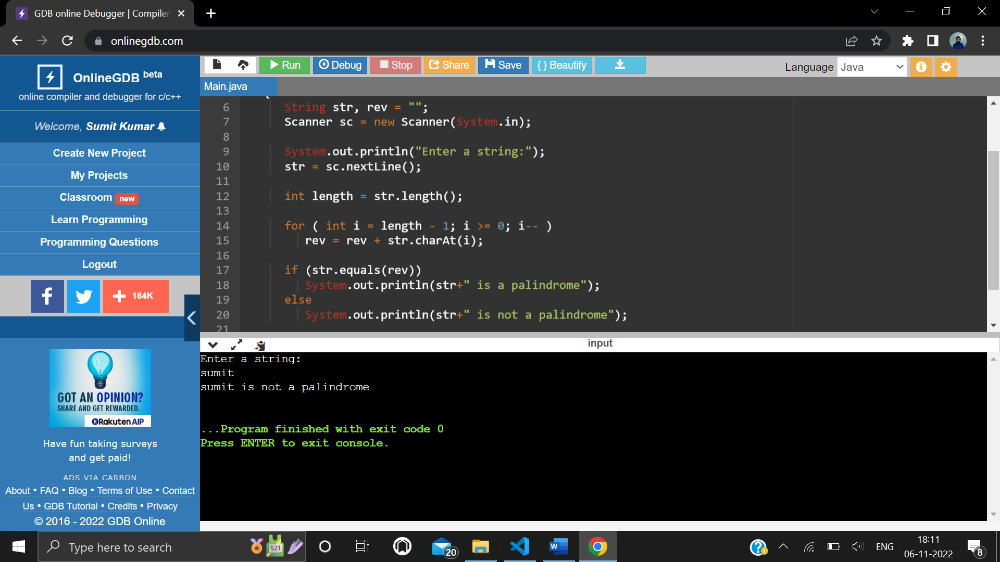 GDB online Debugger | Compiler
onlinegdb.com
OnlineGDB beta
online compiler and debugger for c/c++
Welcome, Sumit Kumar
Create New Project
My Projects
Classroom new
Learn Programming
Programming Questions
Logout
184K
idea
GOT AN OPINION?
SHARE AND GET REWARDED.
Rakuten AIP
Have fun taking surveys
and get paid!
ADS VIA CARBON
About • FAQ • Blog • Terms of Use • Contact
Us • GDB Tutorial • Credits • Privacy
© 2016 - 2022 GDB Online
Run Debug Stop Share Save { } Beautify
Language Java
Main.java
6 String str, rev = "";
7 Scanner sc = new Scanner(System.in);
8
9 System.out.println("Enter a string:");
10 str = sc.nextLine();
11
12 int length = str.length();
13
14 for ( int i = length - 1; i >= 0; i-- )
15 rev = rev + str.charAt(i);
16
17 if (str.equals(rev))
18 System.out.println(str+" is a palindrome");
19 else
20 System.out.println(str+" is not a palindrome");
21
input
Enter a string:
sumit
sumit is not a palindrome
...Program finished with exit code 0
Press ENTER to exit console.
Type here to search
521
20
W
ENG
18:11
06-11-2022
8